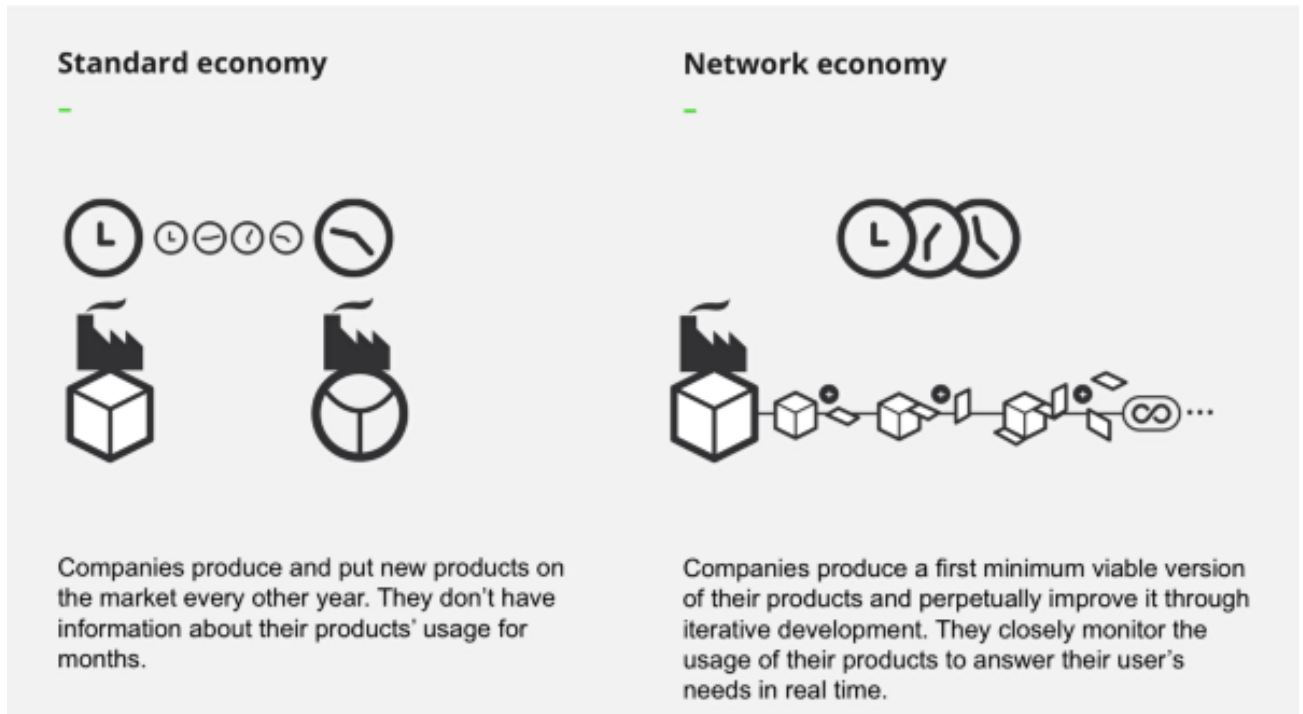 Standard economy
Companies produce and put new products on
the market every other year. They don't have
information about their products' usage for
months.
Network economy
Companies produce a first minimum viable version
of their products and perpetually improve it through
iterative development. They closely monitor the
usage of their products to answer their user's
needs in real time.